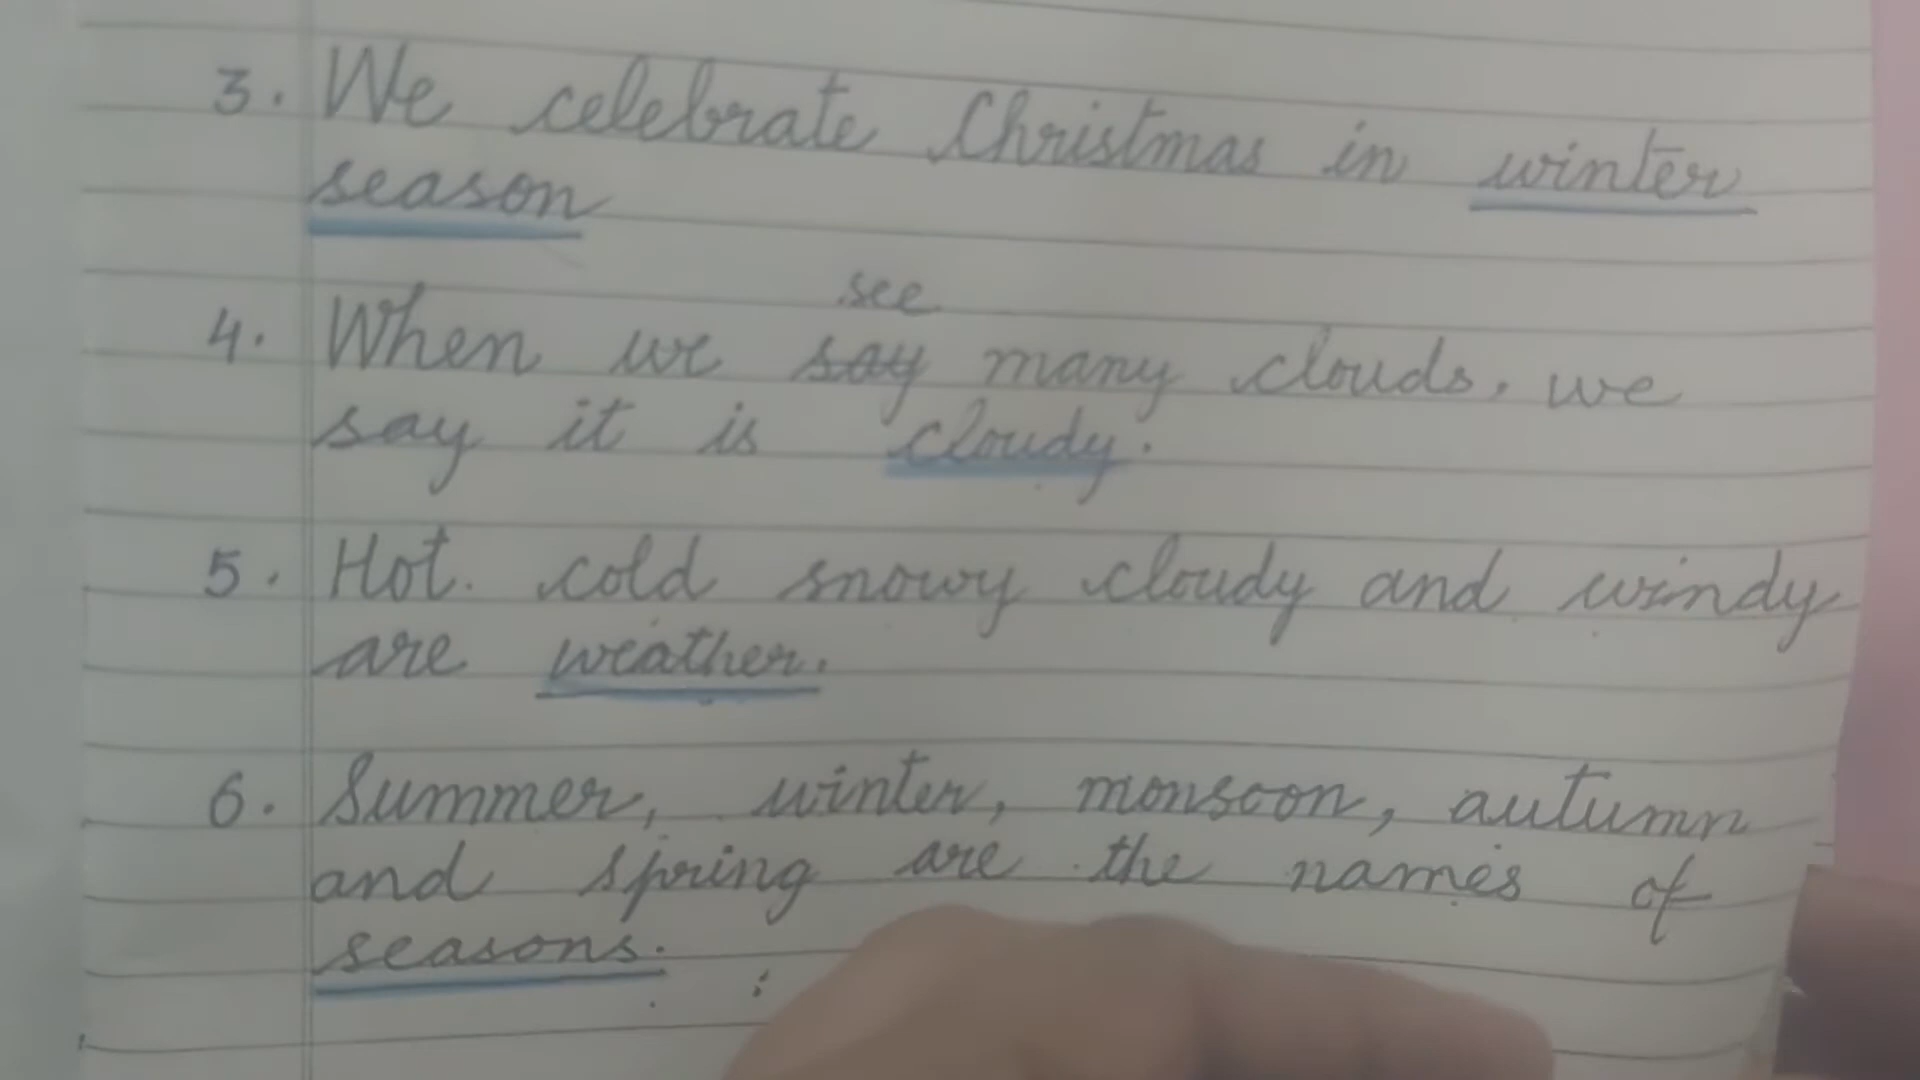 3. We celebrate Christmas in winter
season
see
4. When we say many clouds, we
say it is cloudy.
5. Hot. cold snowy cloudy and windy
are weather.
6. Summer, winter, monsoon, autumn
and spring are the names of
seasons.